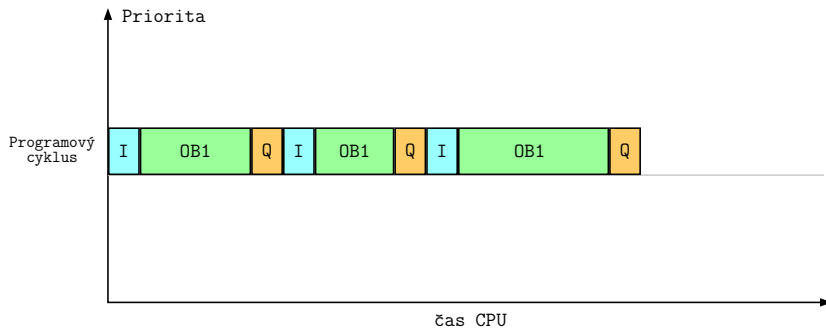 Priorita
Programový
cyklus
I OB1 Q I OB1 Q I OB1 Q
čas CPU